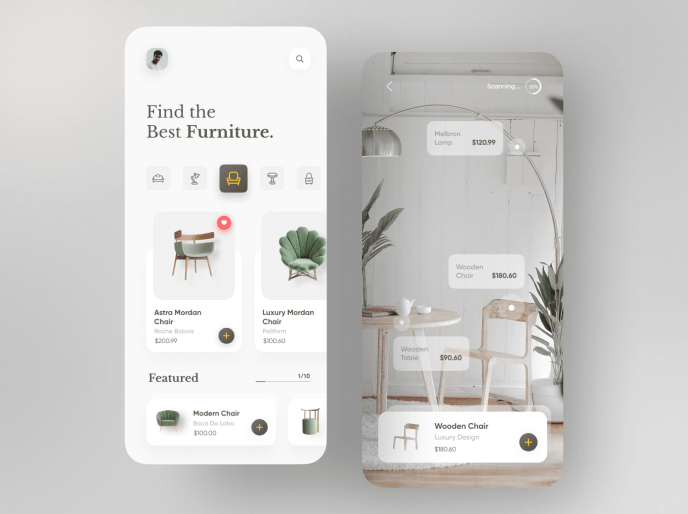 Find the
Best Furniture.
Astra Mordan
Chair
Roche Bobois
$200.99
Luxury Mordan
Chair
Poliform
$100.60
Featured
1/10
Modern Chair
Boca Do Lobo
$100.00
Scanning...
Melbron
Lamp
$120.99
Wooden
Chair
$180.60
Wooden
Table
$90.60
Wooden Chair
Luxury Design
$180.60